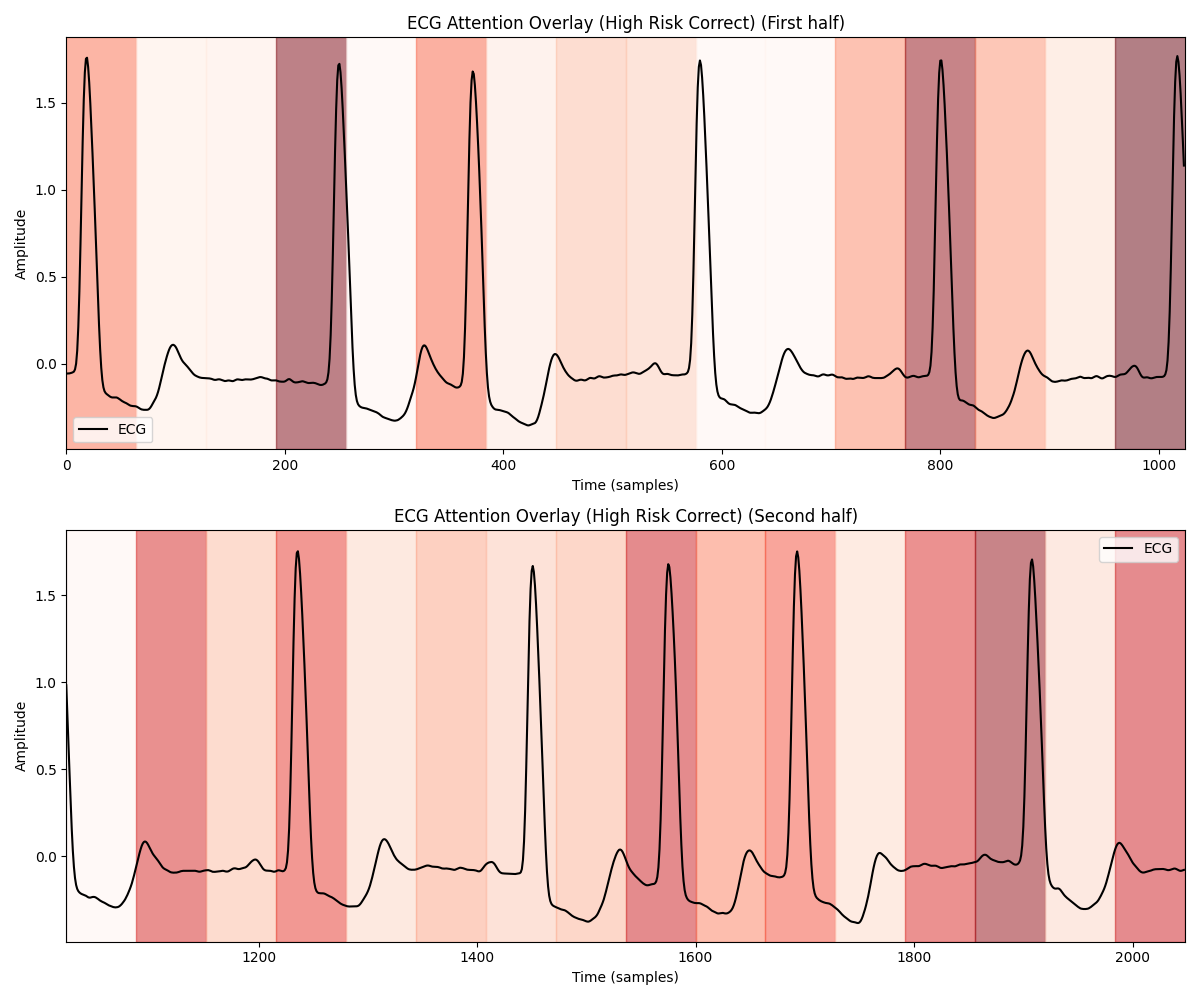 ECG Attention Overlay (High Risk Correct) (First half)
Amplitude
1.5
1.0
0.5
0.0
ECG
0 200 400 600 800 1000
Time (samples)
ECG Attention Overlay (High Risk Correct) (Second half)
ECG
Amplitude
1.5
1.0
0.5
0.0
1200 1400 1600 1800 2000
Time (samples)